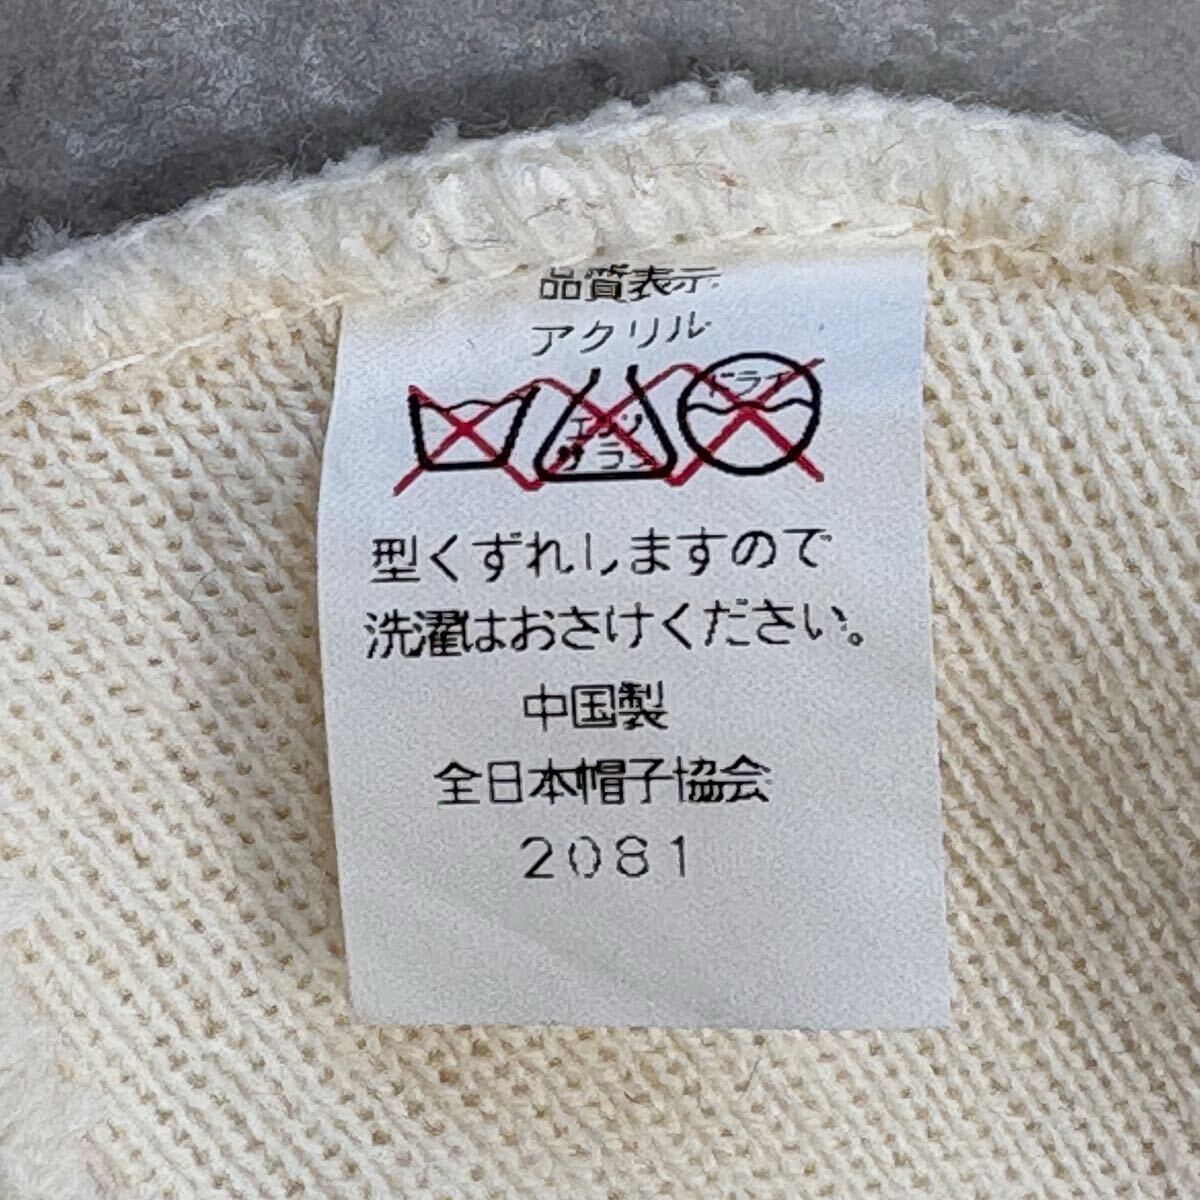 品質表示
アクリル
ドライ
エンソ
サラシ
型くずれしますので
洗濯はおさけください。
中国製
全日本帽子協会
2081